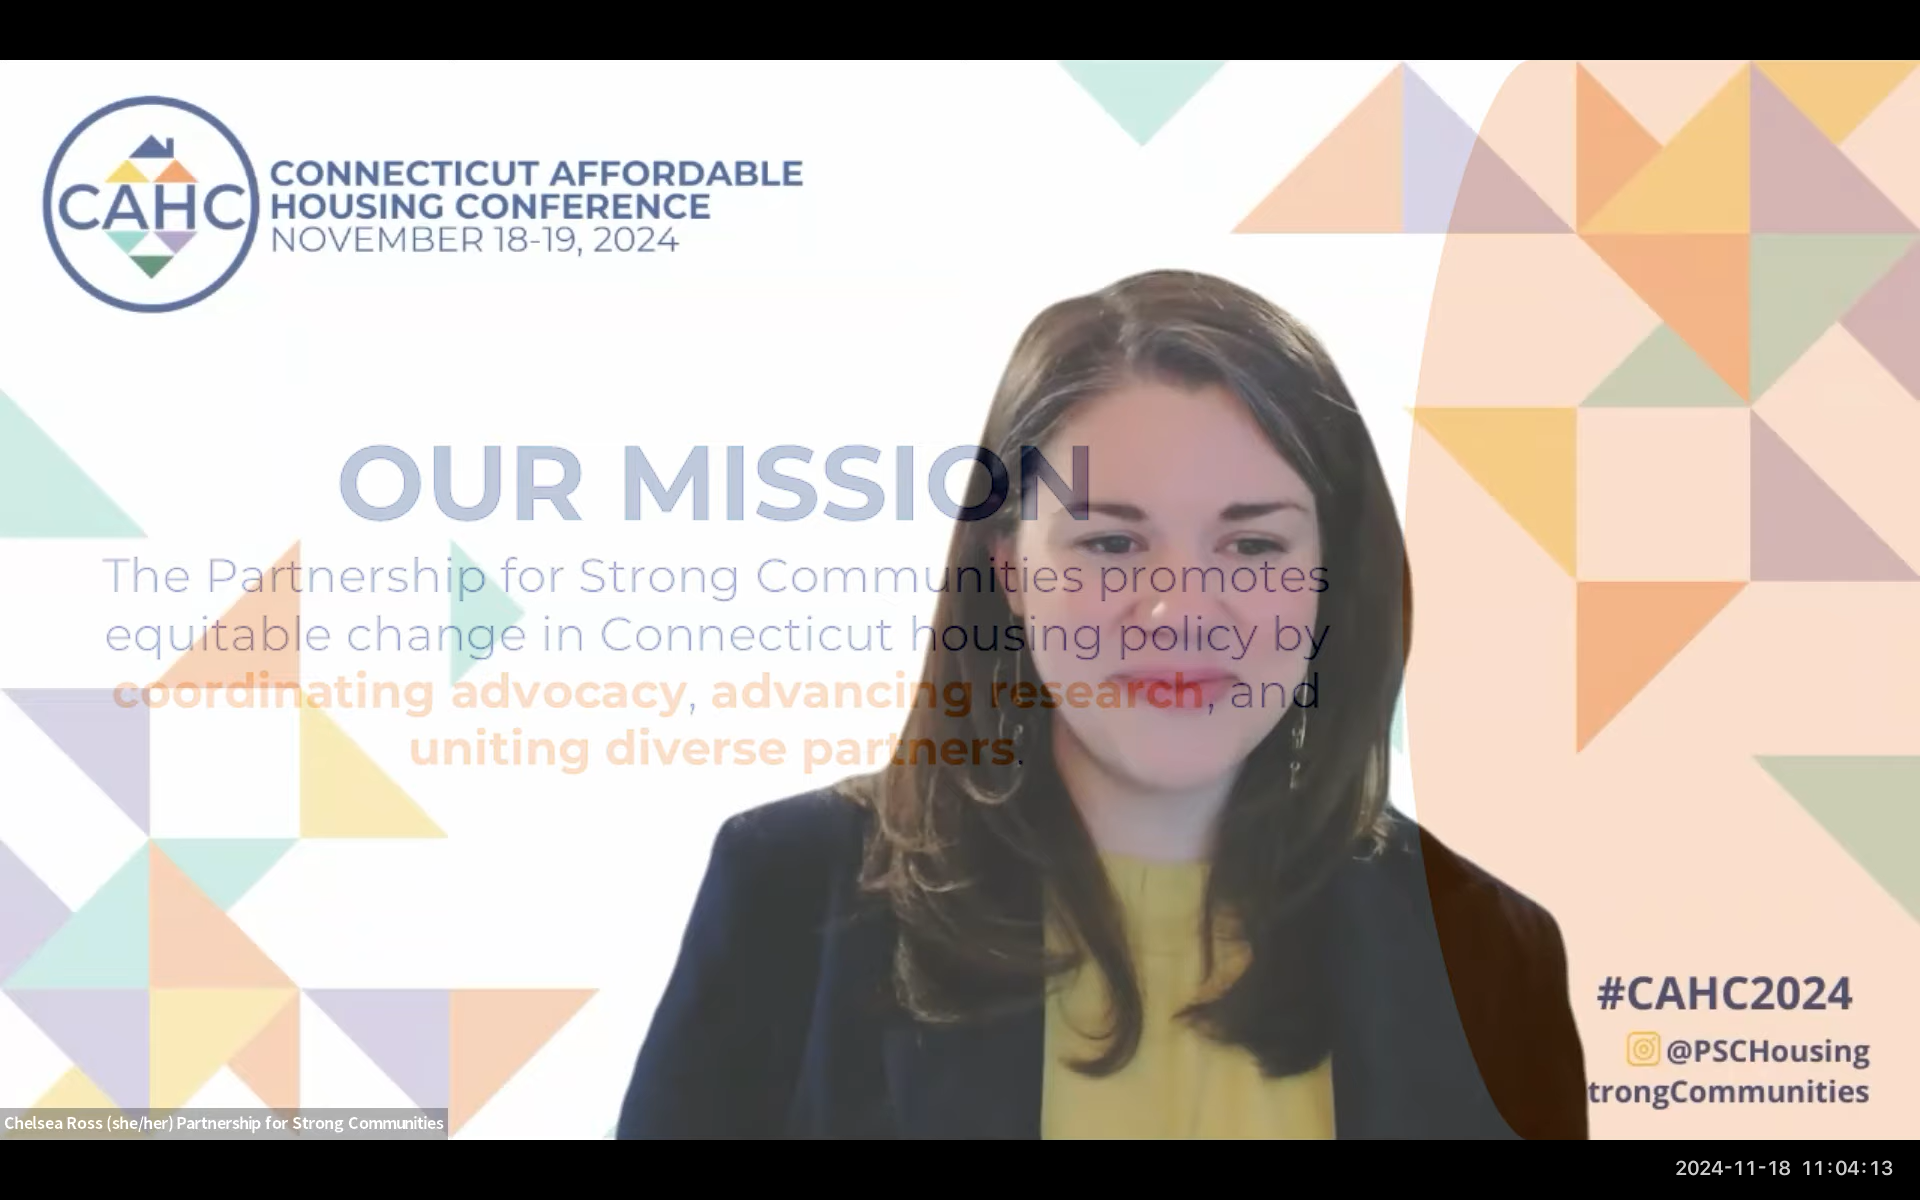 CAHC
CONNECTICUT AFFORDABLE
HOUSING CONFERENCE
NOVEMBER 18-19, 2024
OUR MISSION
The Partnership for Strong Communities promotes
equitable change in Connecticut housing policy by
coordinating advocacy, advancing research, and
uniting diverse partners.
#CAHC2024
@PSCHousing
trongCommunities
Chelsea Ross (she/her) Partnership for Strong Communities
2024-11-18 11:04:13